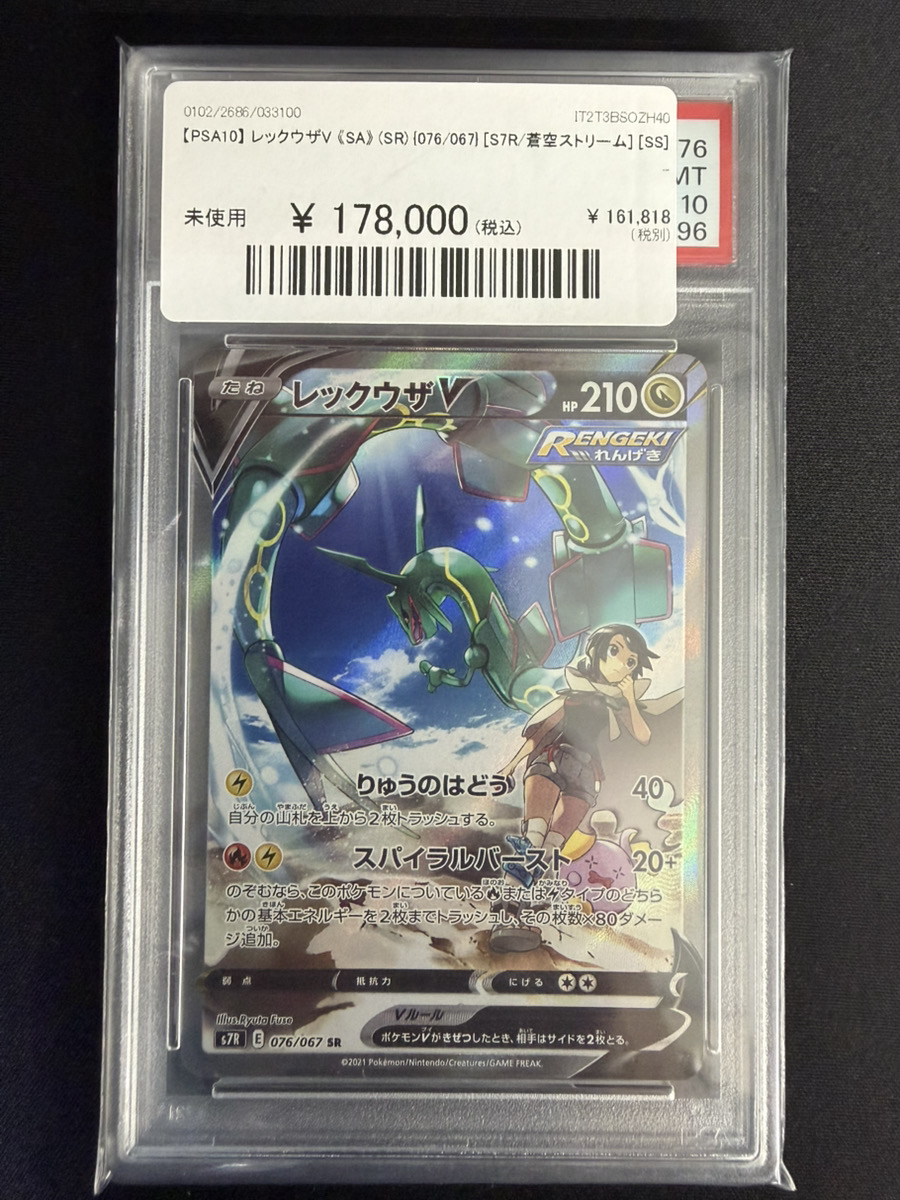 0102/2686/033100 IT2T3BSOZH40
【PSA10】レックウザV《SA》(SR){076/067}[S7R/蒼空ストリーム][SS]
-
未使用 ¥ 178,000(税込) ¥ 161,818
(税別)
76
MT
10
96
たね レックウザV HP 210
RENGEKI
れんげき
りゅうのはどう 40
自分の山札を上から2枚トラッシュする。
スパイラルバースト 20+
のぞむなら、このポケモンについている またはタイプのどちら
かの基本エネルギーを2枚までトラッシュし、その枚数×80ダメー
ジ追加。
弱点 抵抗力 にげる
Illus.Ryuta Fuse
Vルール
s7R E 076/067 SR
ポケモンVがきぜつしたとき、相手はサイドを2枚とる。
©2021 Pokémon/Nintendo/Creatures/GAME FREAK.